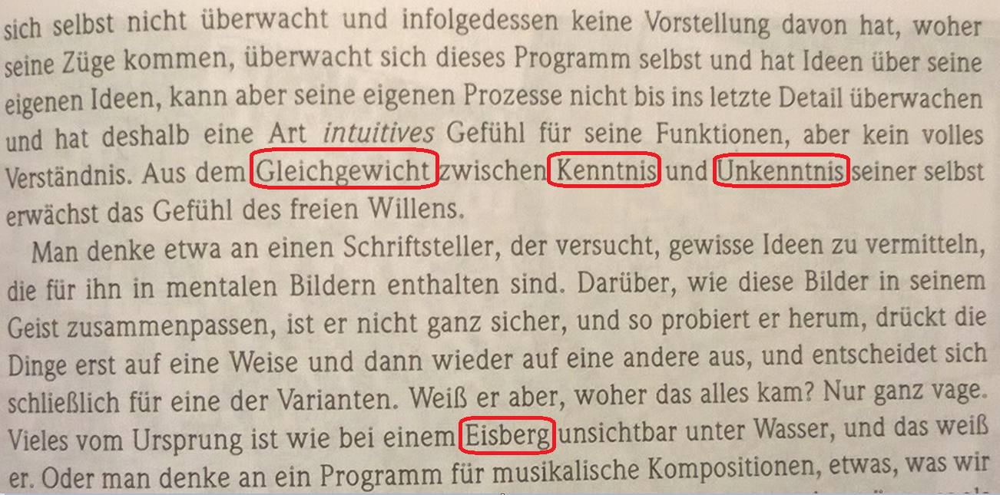 sich selbst nicht überwacht und infolgedessen keine Vorstellung davon hat, woher
seine Züge kommen, überwacht sich dieses Programm selbst und hat Ideen über seine
eigenen Ideen, kann aber seine eigenen Prozesse nicht bis ins letzte Detail überwachen
und hat deshalb eine Art intuitives Gefühl für seine Funktionen, aber kein volles
Verständnis. Aus dem Gleichgewicht zwischen Kenntnis und Unkenntnis seiner selbst
erwächst das Gefühl des freien Willens.
Man denke etwa an einen Schriftsteller, der versucht, gewisse Ideen zu vermitteln,
die für ihn in mentalen Bildern enthalten sind. Darüber, wie diese Bilder in seinem
Geist zusammenpassen, ist er nicht ganz sicher, und so probiert er herum, drückt die
Dinge erst auf eine Weise und dann wieder auf eine andere aus, und entscheidet sich
schließlich für eine der Varianten. Weiß er aber, woher das alles kam? Nur ganz vage.
Vieles vom Ursprung ist wie bei einem Eisberg unsichtbar unter Wasser, und das weiß
er. Oder man denke an ein Programm für musikalische Kompositionen, etwas, was wir